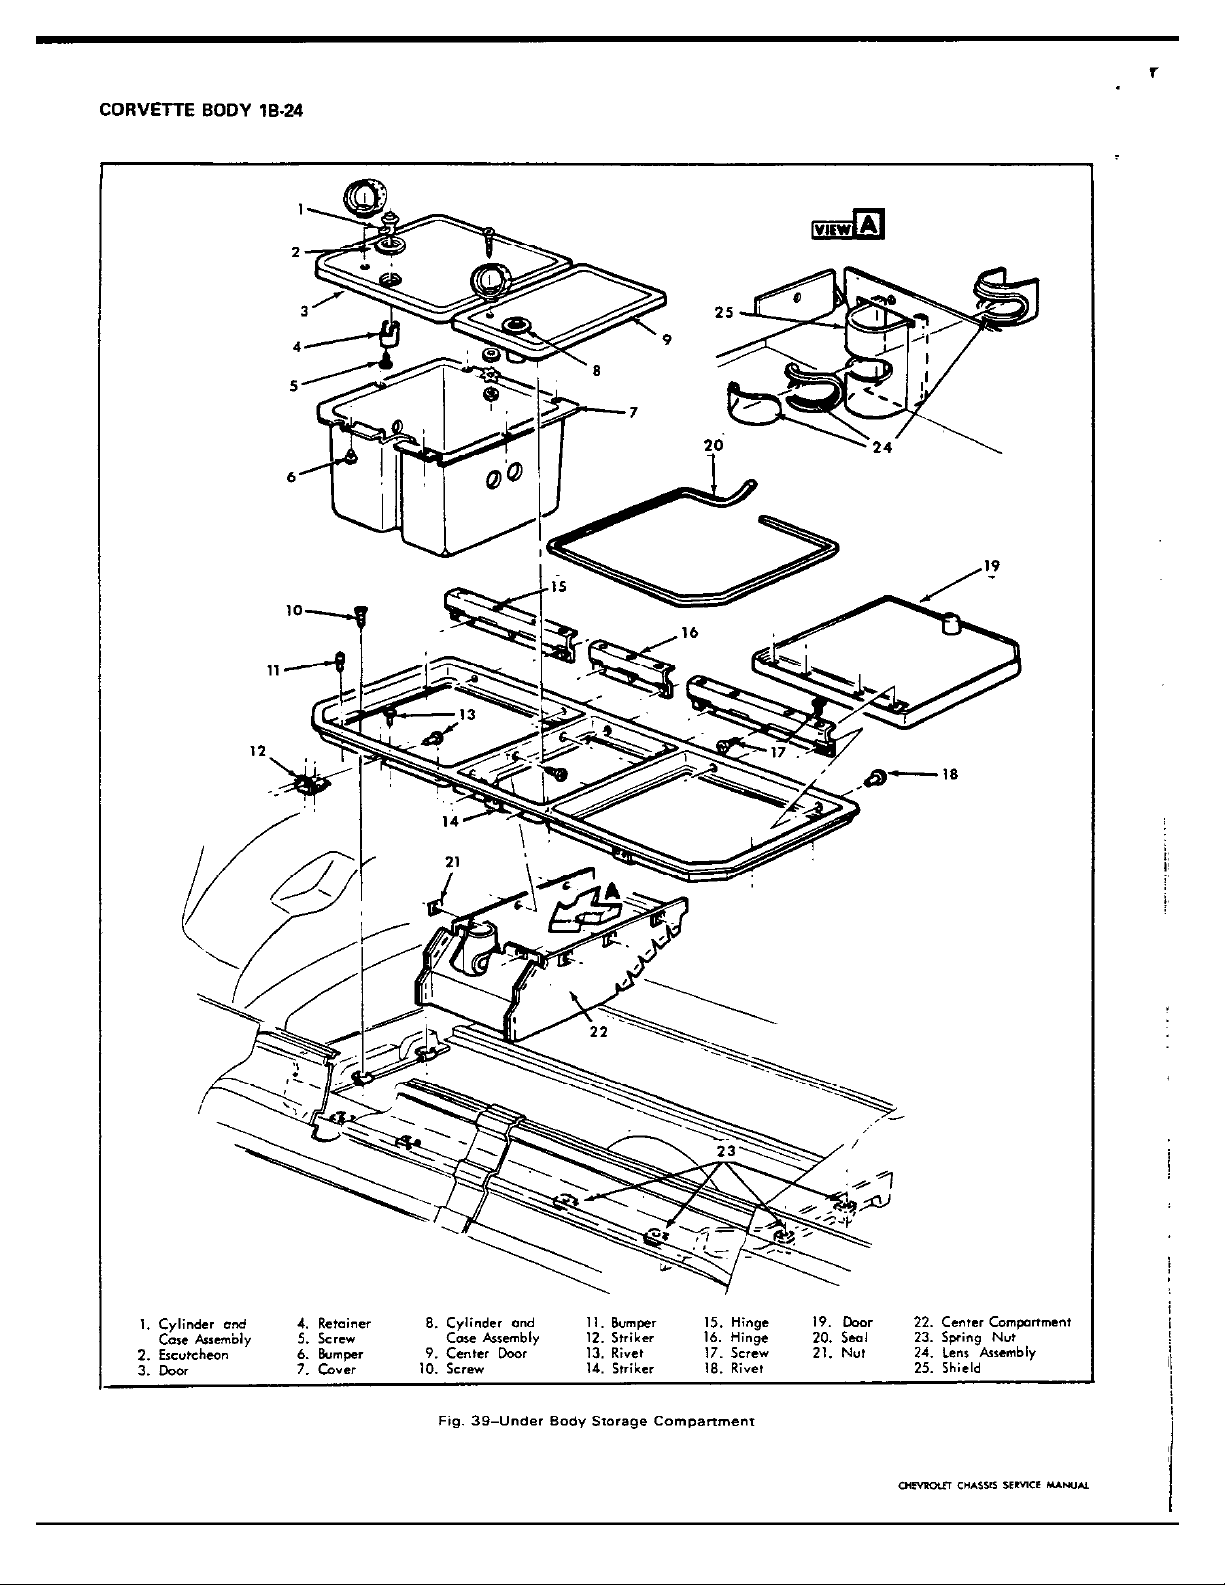 CORVETTE BODY 1B-24
VIEW A
1
2
3
4
5
6
7
8
9
25
24
20
19
15
10
16
11
13
17
12
18
14
21
A
22
23
1. Cylinder and Case Assembly
2. Escutcheon
3. Door
4. Retainer
5. Screw
6. Bumper
7. Cover
8. Cylinder and Case Assembly
9. Center Door
10. Screw
11. Bumper
12. Striker
13. Rivet
14. Striker
15. Hinge
16. Hinge
17. Screw
18. Rivet
19. Door
20. Seal
21. Nut
22. Center Compartment
23. Spring Nut
24. Lens Assembly
25. Shield
Fig. 39–Under Body Storage Compartment
CHEVROLET CHASSIS SERVICE MANUAL